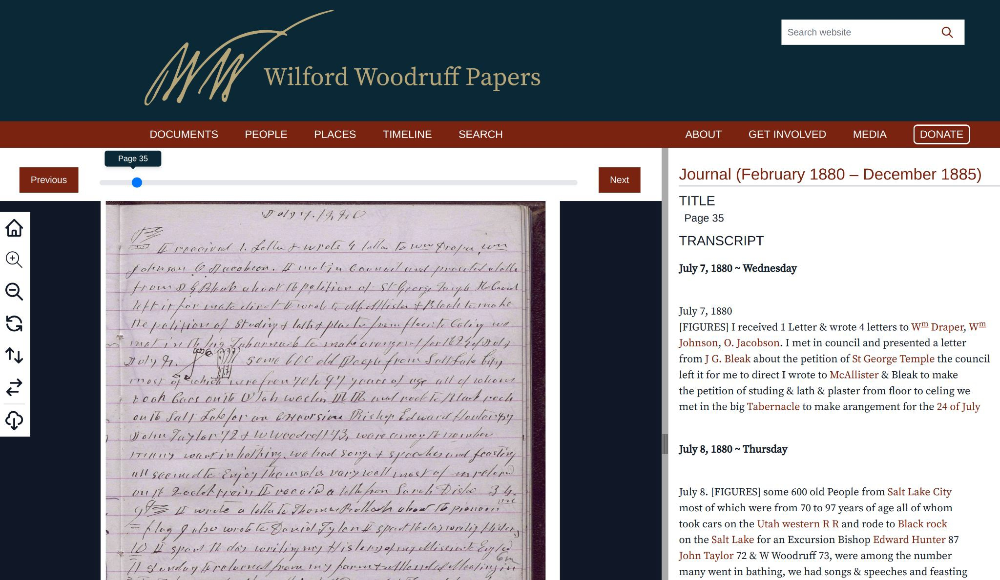 Wilford Woodruff Papers
Search website
DOCUMENTS PEOPLE PLACES TIMELINE SEARCH ABOUT GET INVOLVED MEDIA DONATE
Page 35
Previous
Next
July 7. 1880
I received 1. Letter & wrote 4 letters to Wm Draper, Wm
Johnson O Jacobson. I met in Council and presented a letter
from J G Bleak about the petition of St George Temple the Council
left it for me to direct I wrote to McAllister & Bleak to make
the petition of studing & lath & plaster from floor to Celing we
met in the big Tabernacle to make arangement for the 24 of July
July 8. some 600 old People from Salt Lake City
most of which were from 70 to 97 years of age all of whom
took Cars on the Utah western RR and rode to Black rock
on the Salt Lake for an Excursion Bishop Edward Hunter 87
John Taylor 72 & W Woodruff 73, were among the number
many went in bathing, we had songs & speeches and feasting
all seemed to Enjoy themselves very well most of us returned
on the 2 oclok train I received a letter from Sarah
9 I wrote a letter to Thomas Bullock about the pioneer
flag I also wrote to David I spent the day writing History
10 I spent the day writing my History of my Mission to England
11 Sunday I returned from my farm & Attended Meeting in
Journal (February 1880 – December 1885)
TITLE
Page 35
TRANSCRIPT
July 7, 1880 ~ Wednesday
July 7, 1880
[FIGURES] I received 1 Letter & wrote 4 letters to Wm Draper, Wm
Johnson, O. Jacobson. I met in council and presented a letter
from J G. Bleak about the petition of St George Temple the council
left it for me to direct I wrote to McAllister & Bleak to make
the petition of studing & lath & plaster from floor to celing we
met in the big Tabernacle to make arangement for the 24 of July
July 8, 1880 ~ Thursday
July 8. [FIGURES] some 600 old People from Salt Lake City
most of which were from 70 to 97 years of age all of whom
took cars on the Utah western R R and rode to Black rock
on the Salt Lake for an Excursion Bishop Edward Hunter 87
John Taylor 72 & W Woodruff 73, were among the number
many went in bathing, we had songs & speeches and feasting